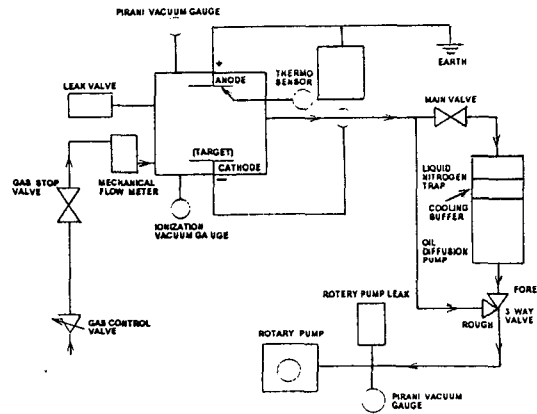 PIRANI VACUUM GAUGE
EARTH
+
ANODE
THERMO
SENSOR
LEAK VALVE
MAIN VALVE
(TARGET)
CATHODE
−
GAS STOP
VALVE
MECHANICAL
FLOW METER
LIQUID
NITROGEN
TRAP
COOLING
BUFFER
IONIZATION
VACUUM GAUGE
OIL
DIFFUSION
PUMP
FORE
3 WAY
VALVE
ROUGH
ROTERY PUMP LEAK
GAS CONTROL
VALVE
ROTARY PUMP
PIRANI VACUUM
GAUGE